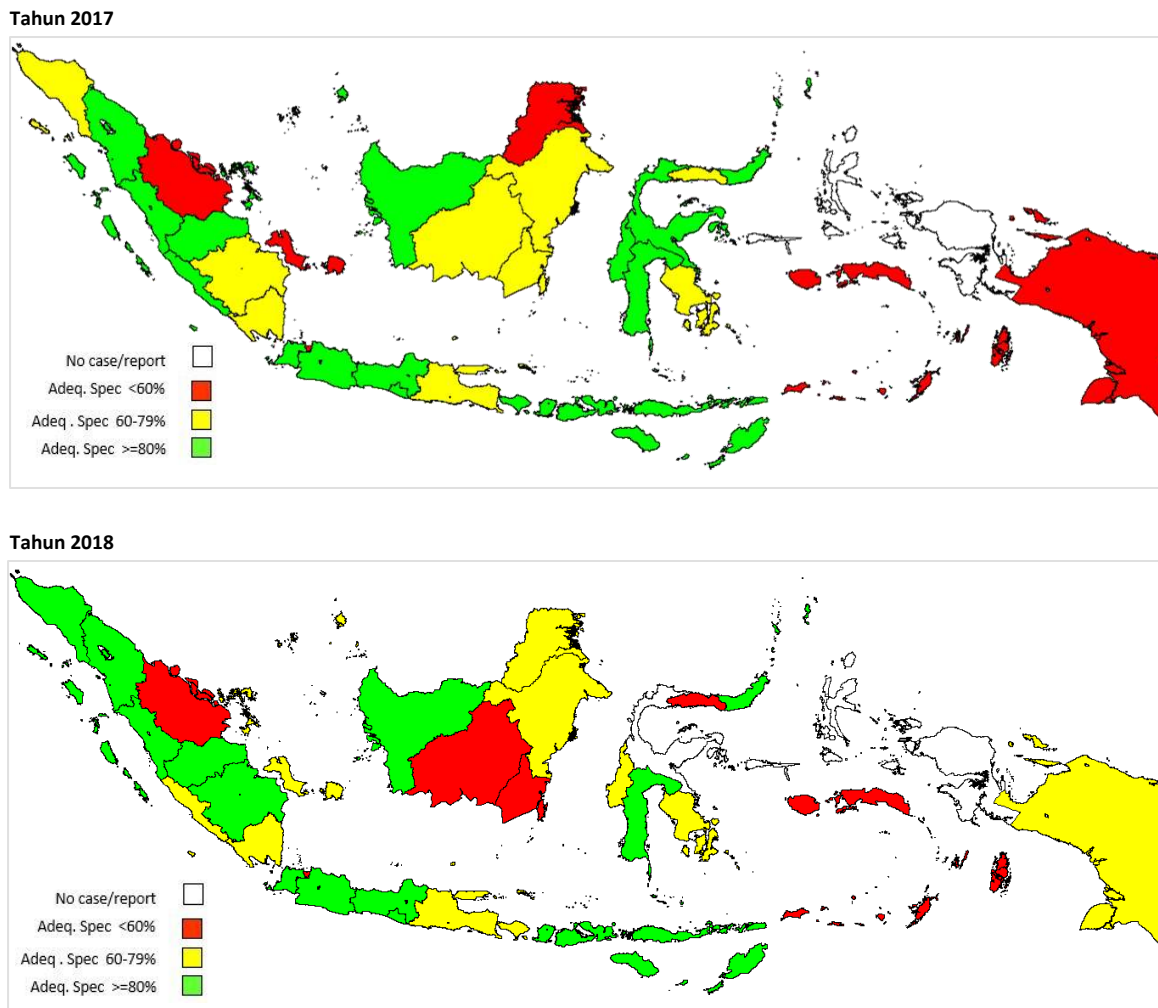 Tahun 2017
No case/report
Adeq. Spec <60%
Adeq . Spec 60-79%
Adeq. Spec >=80%
Tahun 2018
No case/report
Adeq. Spec <60%
Adeq . Spec 60-79%
Adeq. Spec >=80%